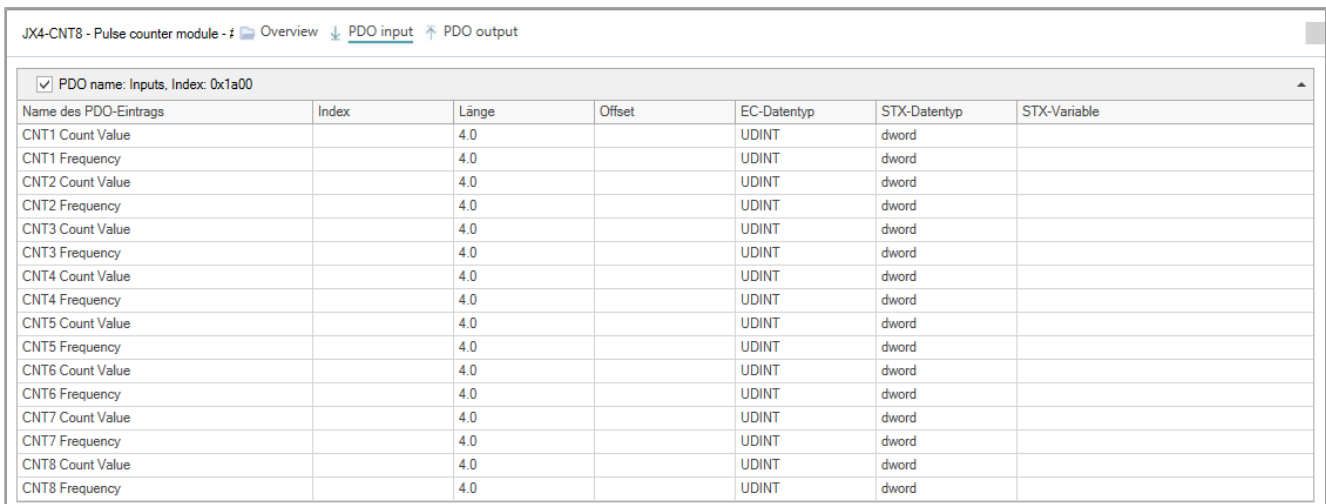 JX4-CNT8 - Pulse counter module - Overview PDO input PDO output
PDO name: Inputs, Index: 0x1a00
Name des PDO-Eintrags Index Länge Offset EC-Datentyp STX-Datentyp STX-Variable
CNT1 Count Value 4.0 UDINT dword
CNT1 Frequency 4.0 UDINT dword
CNT2 Count Value 4.0 UDINT dword
CNT2 Frequency 4.0 UDINT dword
CNT3 Count Value 4.0 UDINT dword
CNT3 Frequency 4.0 UDINT dword
CNT4 Count Value 4.0 UDINT dword
CNT4 Frequency 4.0 UDINT dword
CNT5 Count Value 4.0 UDINT dword
CNT5 Frequency 4.0 UDINT dword
CNT6 Count Value 4.0 UDINT dword
CNT6 Frequency 4.0 UDINT dword
CNT7 Count Value 4.0 UDINT dword
CNT7 Frequency 4.0 UDINT dword
CNT8 Count Value 4.0 UDINT dword
CNT8 Frequency 4.0 UDINT dword